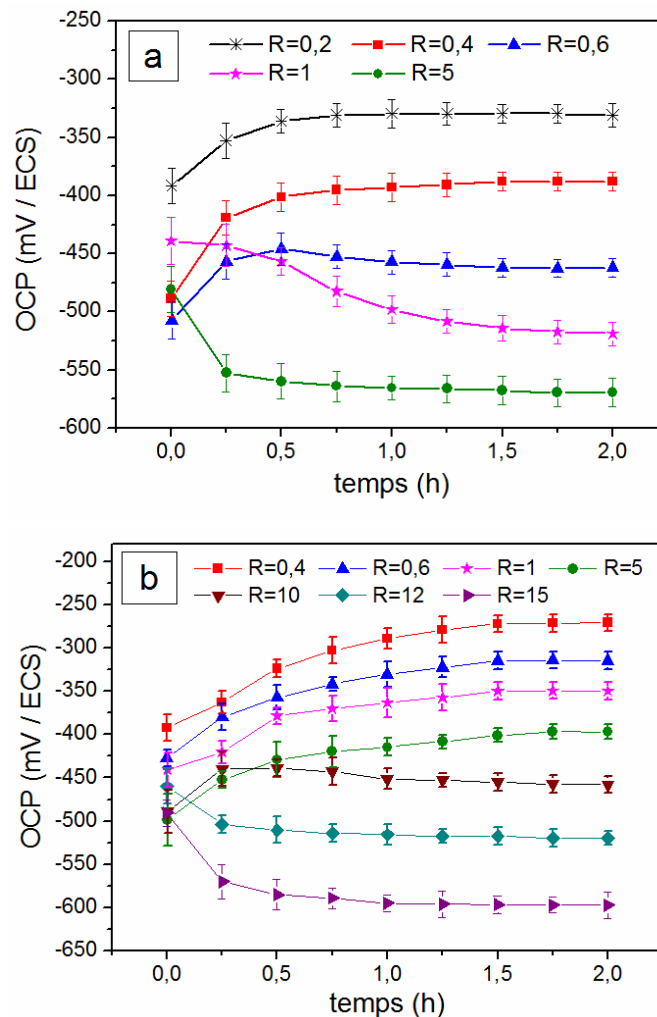 -250
-300
-350
-400
-450
-500
-550
-600
OCP (mV / ECS)
a
R=0,2 R=0,4 R=0,6
R=1 R=5
0,0 0,5 1,0 1,5 2,0
temps (h)
-200
-250
-300
-350
-400
-450
-500
-550
-600
-650
OCP (mV / ECS)
b
R=0,4 R=0,6 R=1 R=5
R=10 R=12 R=15
0,0 0,5 1,0 1,5 2,0
temps (h)